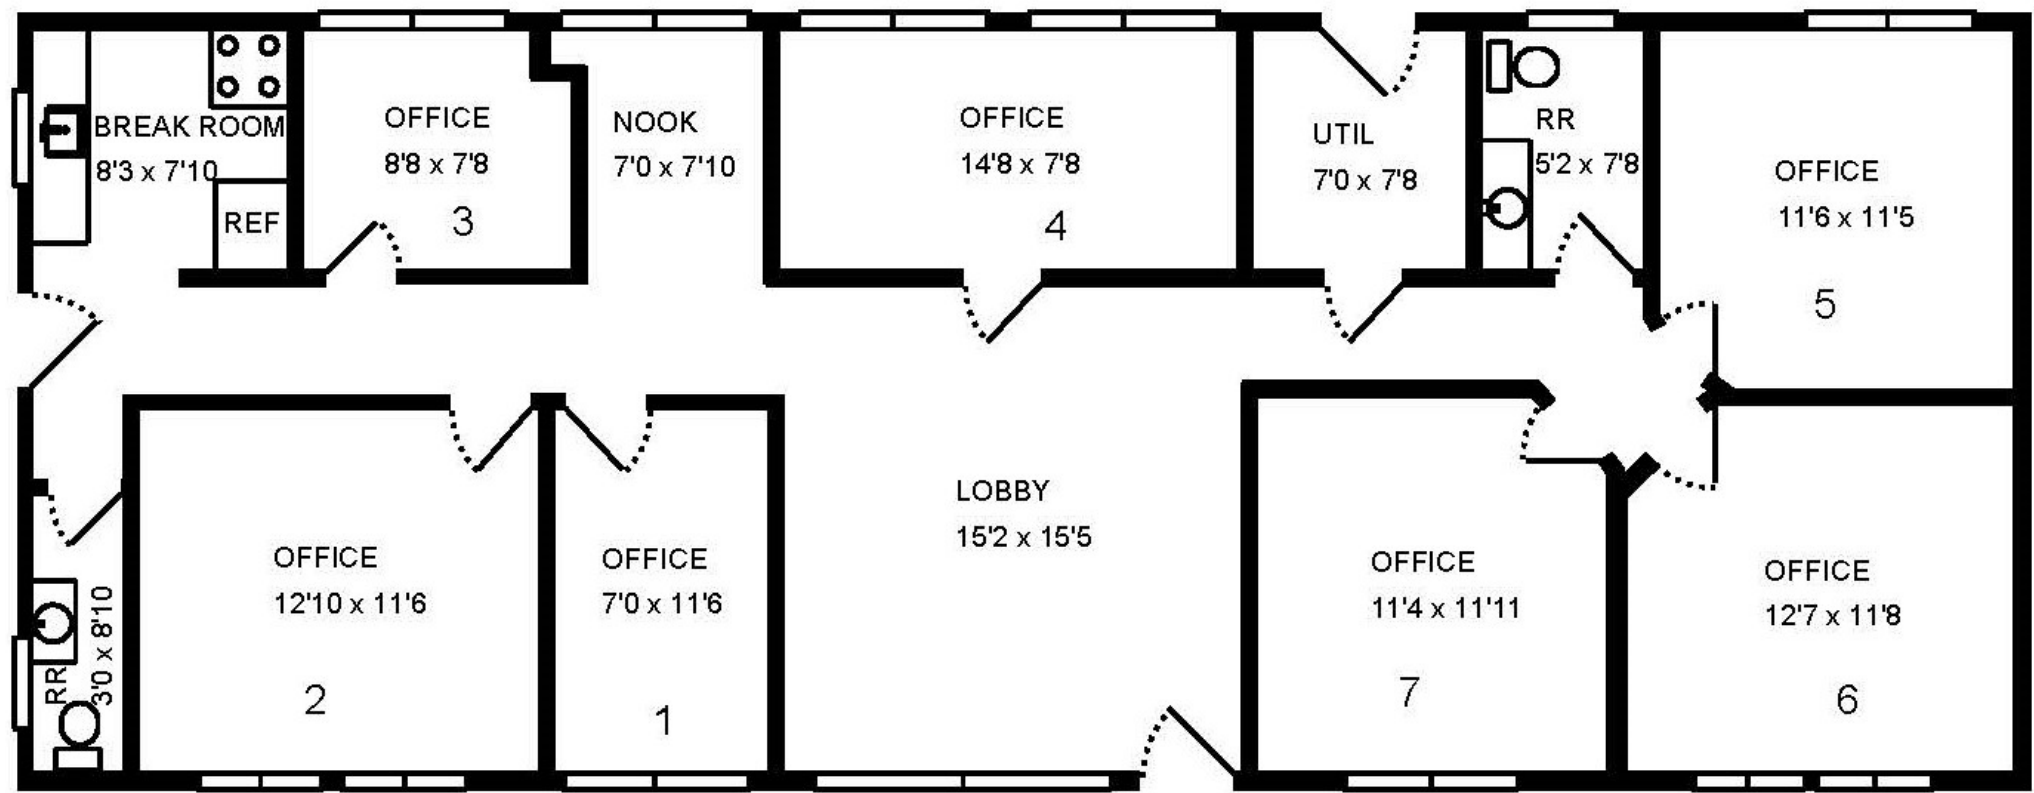 BREAK ROOM
8'3 x 7'10
REF
OFFICE
8'8 x 7'8
3
NOOK
7'0 x 7'10
OFFICE
14'8 x 7'8
4
UTIL
7'0 x 7'8
RR
5'2 x 7'8
OFFICE
11'6 x 11'5
5
RR
3'0 x 8'10
OFFICE
12'10 x 11'6
2
OFFICE
7'0 x 11'6
1
LOBBY
15'2 x 15'5
OFFICE
11'4 x 11'11
7
OFFICE
12'7 x 11'8
6